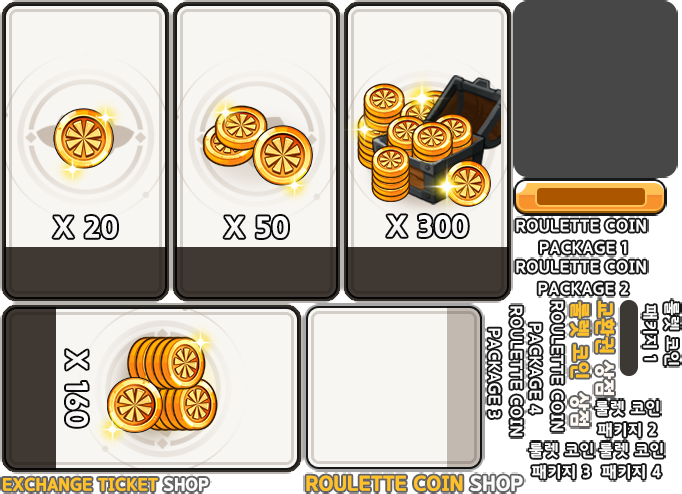 X 20
X 50
X 300
ROULETTE COIN
PACKAGE 1
ROULETTE COIN
PACKAGE 2
X 160
ROULETTE COIN
PACKAGE 3
ROULETTE COIN
PACKAGE 4
룰렛 코인 상점
교환권 상점
룰렛 코인
패키지 1
룰렛 코인
패키지 2
룰렛 코인
패키지 3
룰렛 코인
패키지 4
EXCHANGE TICKET SHOP
ROULETTE COIN SHOP